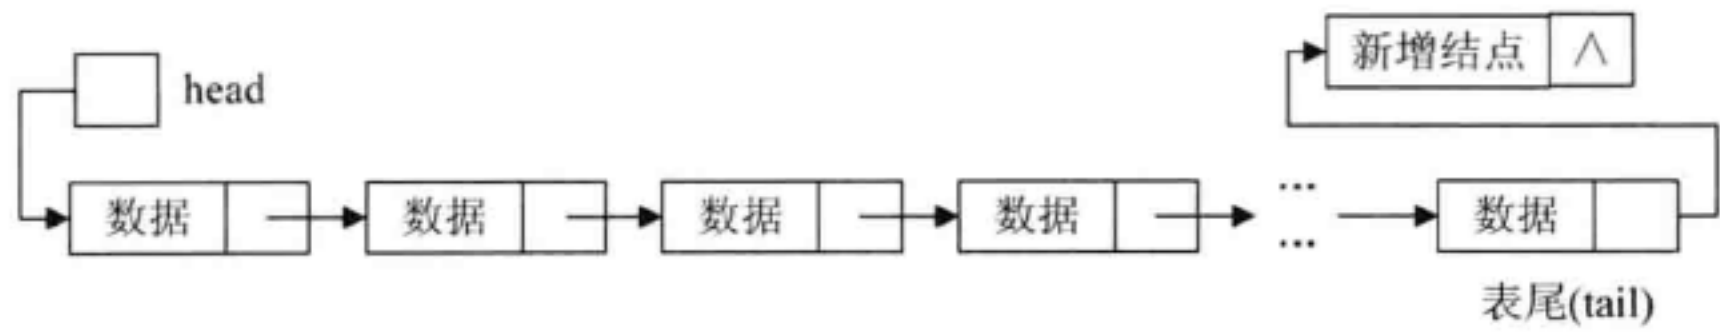 新增结点 ∧
head
数据 数据 数据 数据 ... ... 数据
表尾(tail)